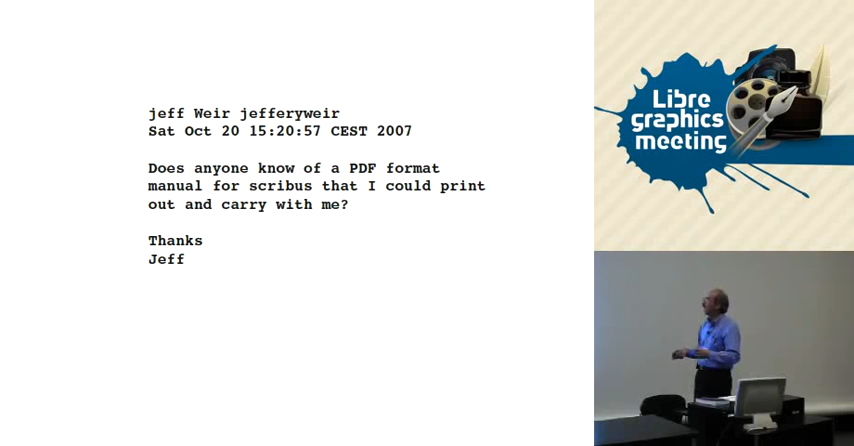 jeff Weir jefferyweir
Sat Oct 20 15:20:57 CEST 2007
Does anyone know of a PDF format
manual for scribus that I could print
out and carry with me?
Thanks
Jeff
Libre
graphics
meeting